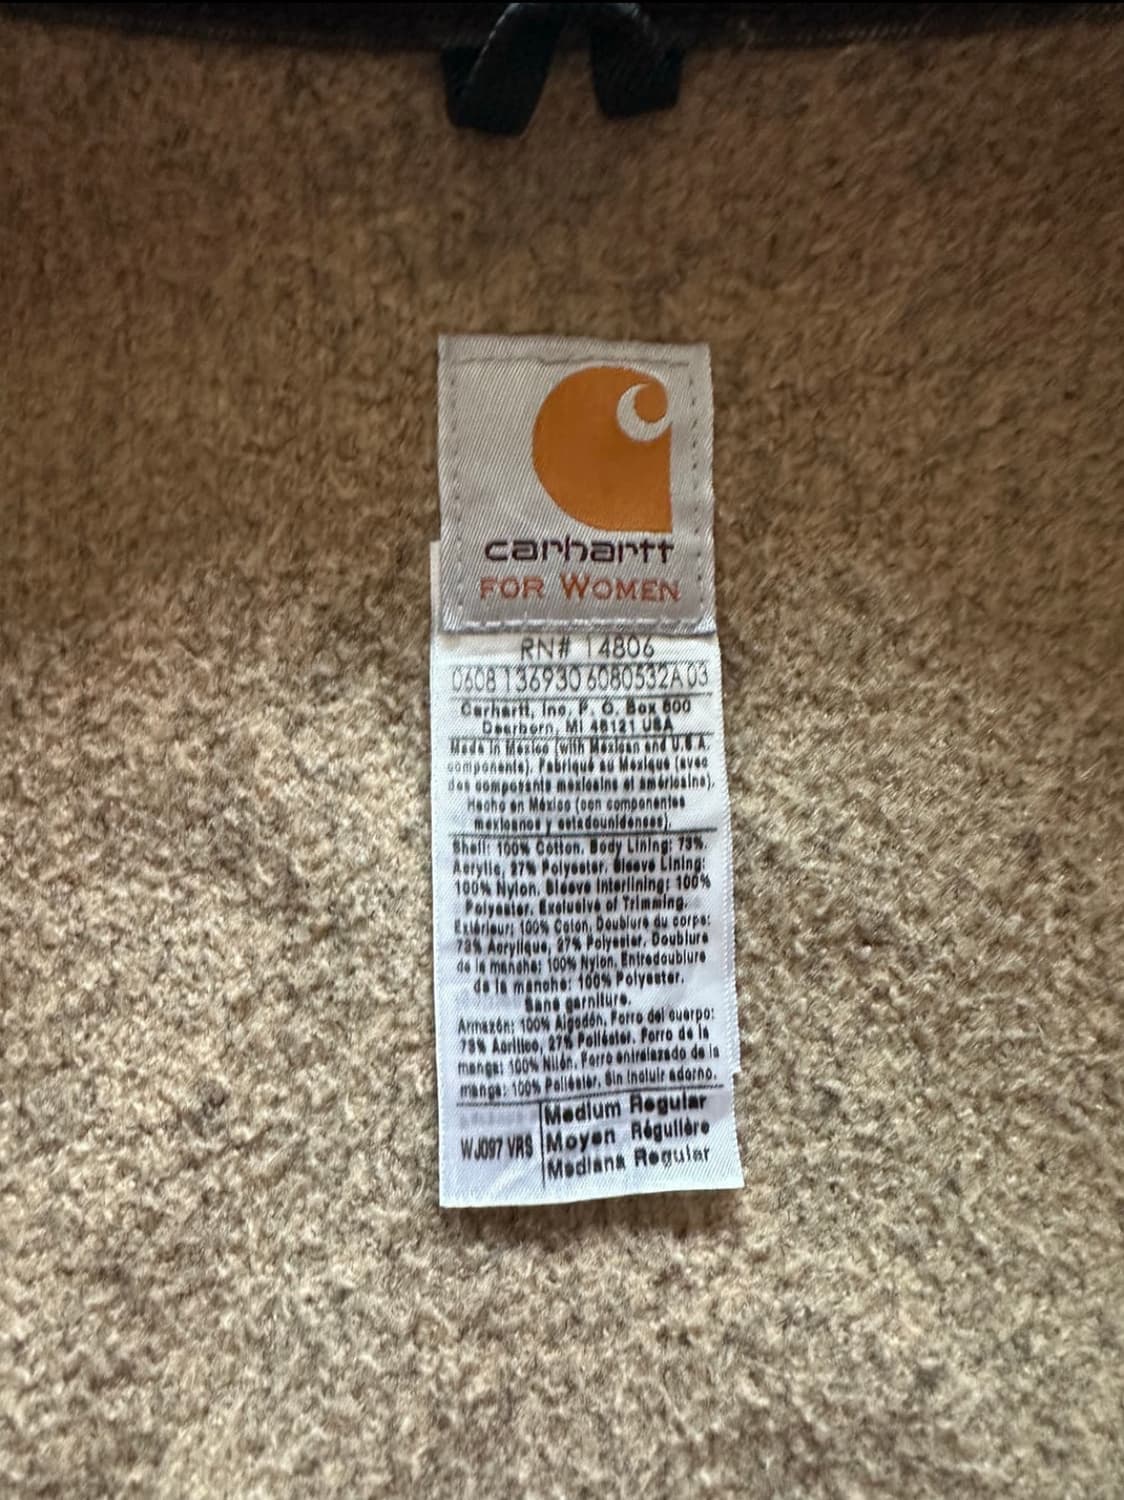 carhartt
FOR WOMEN
RN# 14806
0608 136930 6080532A 03
Carhartt, Inc, P. O. Box 600
Dearborn, MI 48121 USA
Made in Mexico (with Mexican and U.S.A.
components). Fabriqué au Mexique (avec
des composants mexicains et américains).
Hecho en México (con componentes
mexicanos y estadounidenses).
Shell: 100% Cotton. Body Lining: 73%
Acrylic, 27% Polyester. Sleeve Lining:
100% Nylon. Sleeve Interlining: 100%
Polyester. Exclusive of Trimming.
Extérieur: 100% Coton, Doublure du corps:
73% Acrylique, 27% Polyester. Doublure
de la manche: 100% Nylon. Entredoublure
de la manche: 100% Polyester.
Sans garniture.
Armazón: 100% Algodón, Forro del cuerpo:
73% Acrílico, 27% Poliéster. Forro de la
manga: 100% Nilón. Forro entrelazado de la
manga: 100% Poliéster. Sin incluir adorno.
WJ097 VRS
Medium Regular
Moyen Régulière
Mediana Regular